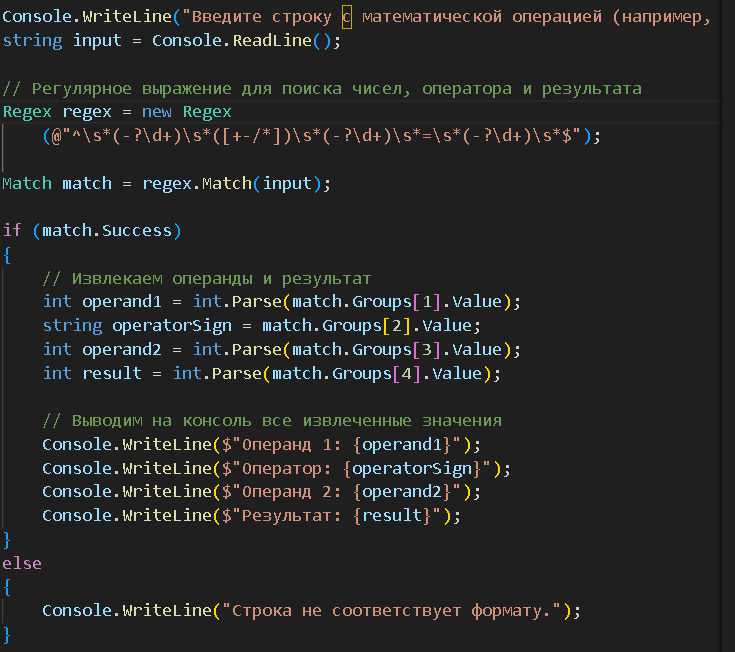 Console.WriteLine("Введите строку с математической операцией (например,
string input = Console.ReadLine();
// Регулярное выражение для поиска чисел, оператора и результата
Regex regex = new Regex
(@"^\s*(-?\d+)\s*([+-/*])\s*(-?\d+)\s*=\s*(-?\d+)\s*$");
Match match = regex.Match(input);
if (match.Success)
{
// Извлекаем операнды и результат
int operand1 = int.Parse(match.Groups[1].Value);
string operatorSign = match.Groups[2].Value;
int operand2 = int.Parse(match.Groups[3].Value);
int result = int.Parse(match.Groups[4].Value);
// Выводим на консоль все извлеченные значения
Console.WriteLine($"Операнд 1: {operand1}");
Console.WriteLine($"Оператор: {operatorSign}");
Console.WriteLine($"Операнд 2: {operand2}");
Console.WriteLine($"Результат: {result}");
}
else
{
Console.WriteLine("Строка не соответствует формату.");
}